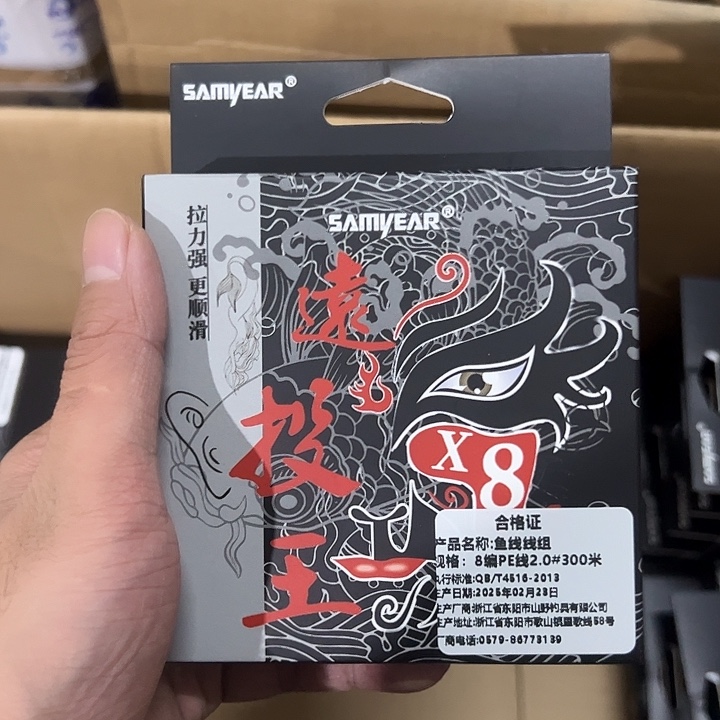 SAMYEAR®
SAMYEAR®
拉力强 更顺滑
遠投王
X8
合格证
产品名称:鱼线线组
规格: 8编PE线2.0#300米
执行标准:QB/T4516-2013
生产日期:2025年02月23日
生产厂商:浙江省东阳市山野钓具有限公司
生产地址:浙江省东阳市歌山镇星歌线58号
厂商电话:0579-86773139
SAMYEAR